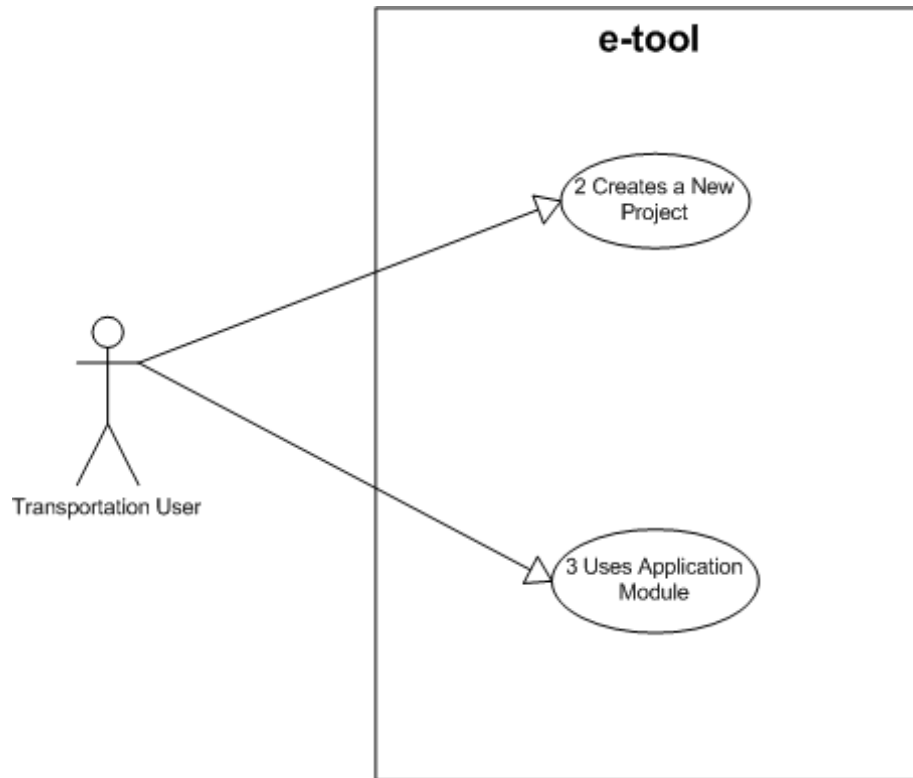 e-tool
2 Creates a New
Project
Transportation User
3 Uses Application
Module